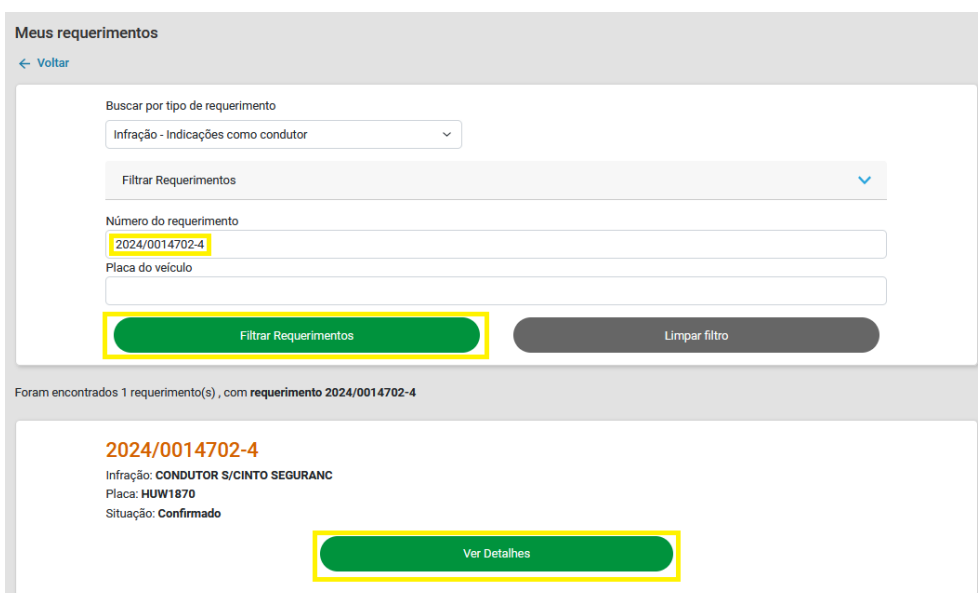 Meus requerimentos
← Voltar
Buscar por tipo de requerimento
Infração - Indicações como condutor
Filtrar Requerimentos
Número do requerimento
2024/0014702-4
Placa do veículo
Filtrar Requerimentos
Limpar filtro
Foram encontrados 1 requerimento(s) , com requerimento 2024/0014702-4
2024/0014702-4
Infração: CONDUTOR S/CINTO SEGURANC
Placa: HUW1870
Situação: Confirmado
Ver Detalhes